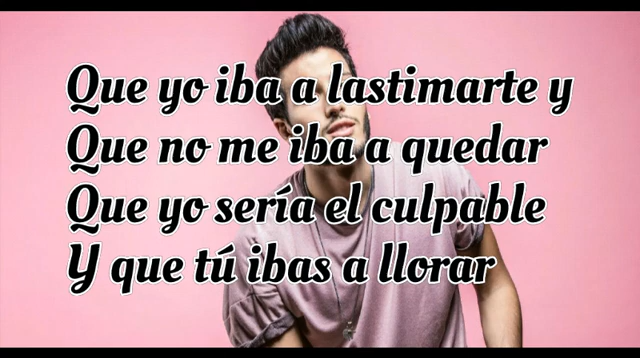 Que yo iba a lastimarte y
Que no me iba a quedar
Que yo sería el culpable
Y que tú ibas a llorar